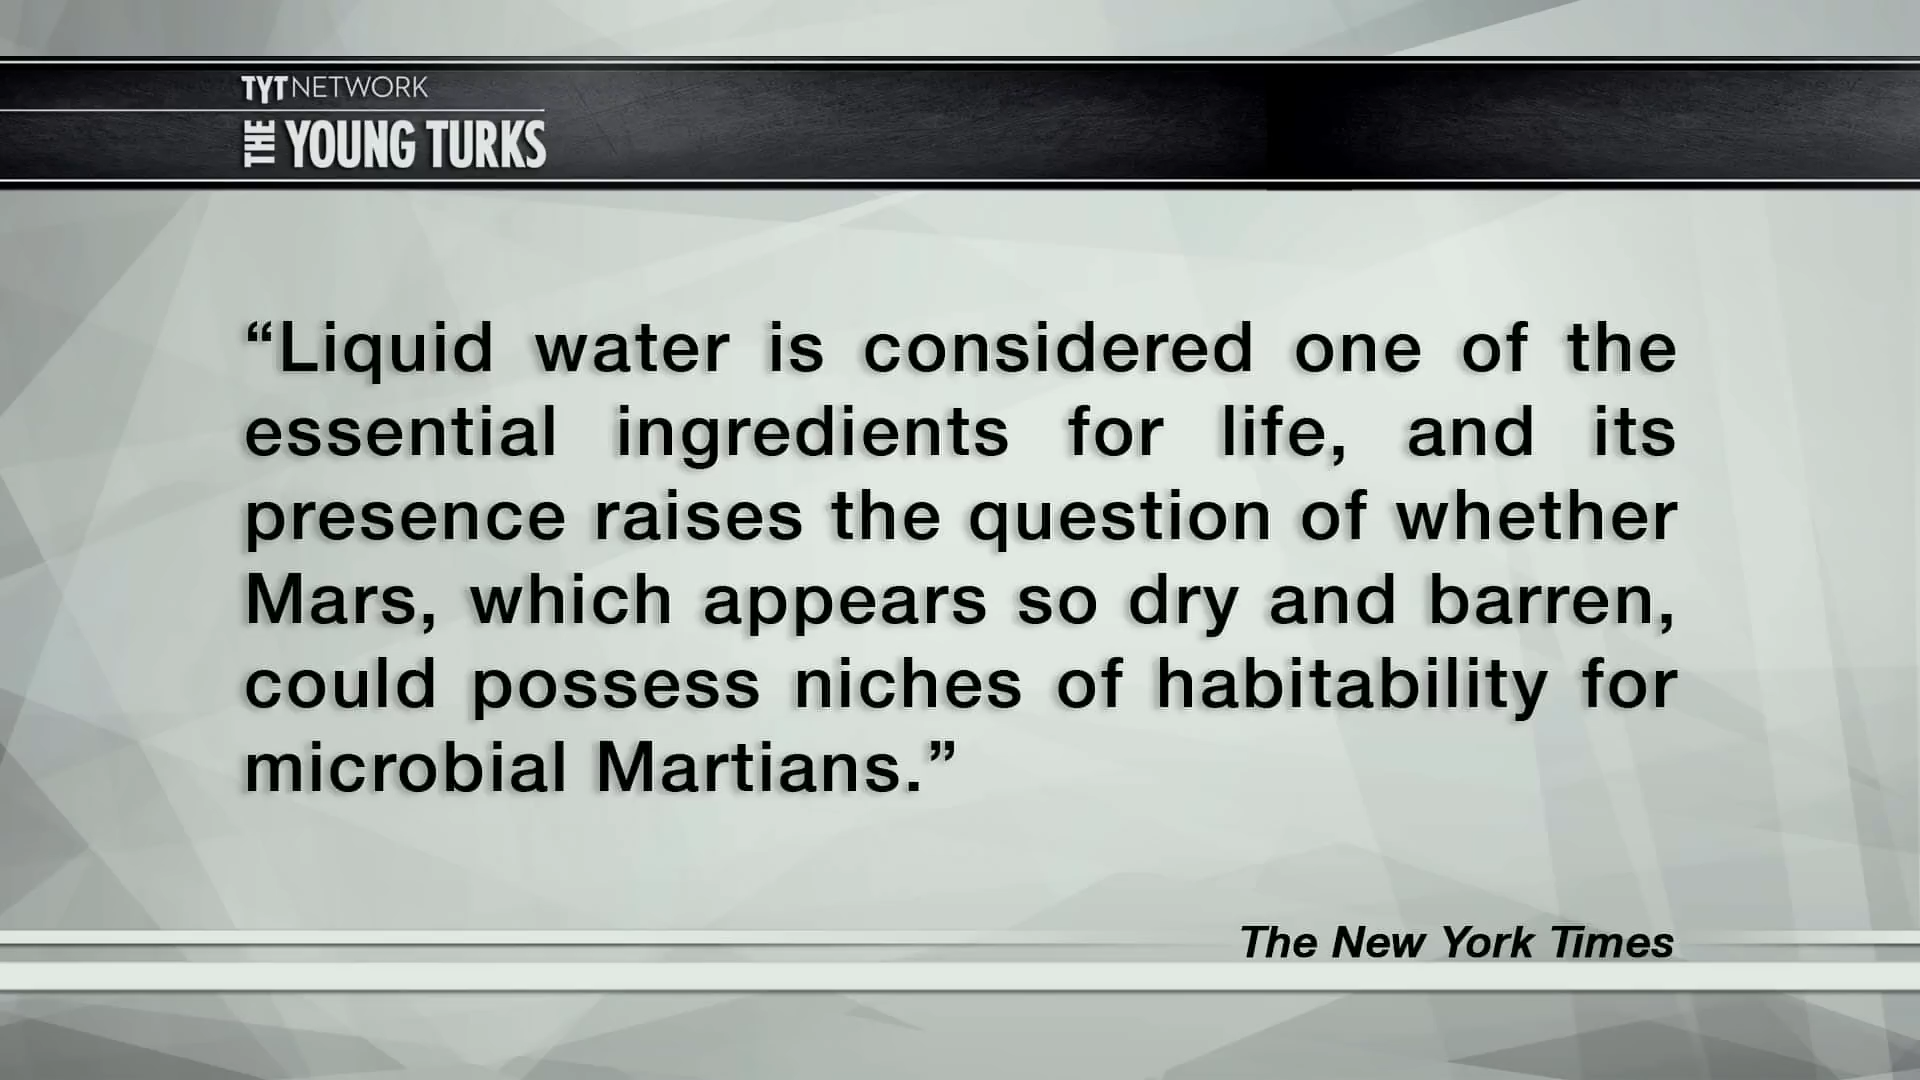 TYT NETWORK
THE YOUNG TURKS
“Liquid water is considered one of the
essential ingredients for life, and its
presence raises the question of whether
Mars, which appears so dry and barren,
could possess niches of habitability for
microbial Martians.”
The New York Times